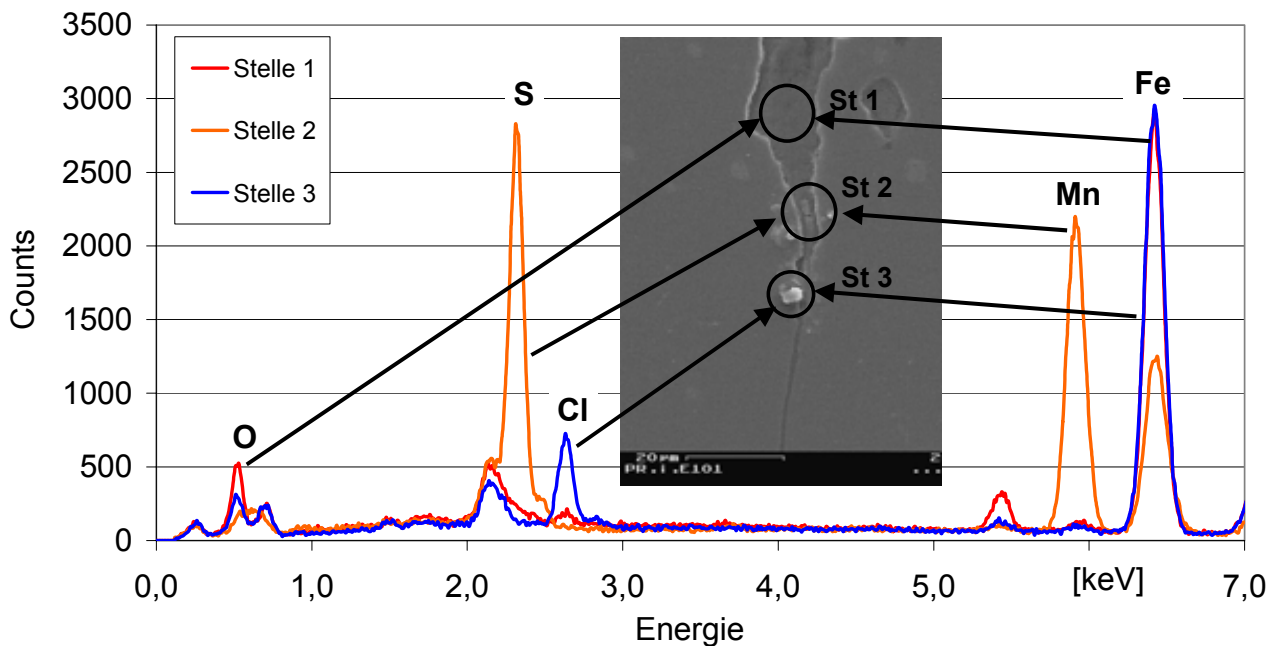 3500
3000
2500
2000
1500
1000
500
0
Counts
Stelle 1
Stelle 2
Stelle 3
S
O
Cl
Mn
Fe
St 1
St 2
St 3
20µm
2
PR.i.E101
...
0,0 1,0 2,0 3,0 4,0 5,0 [keV] 7,0
Energie